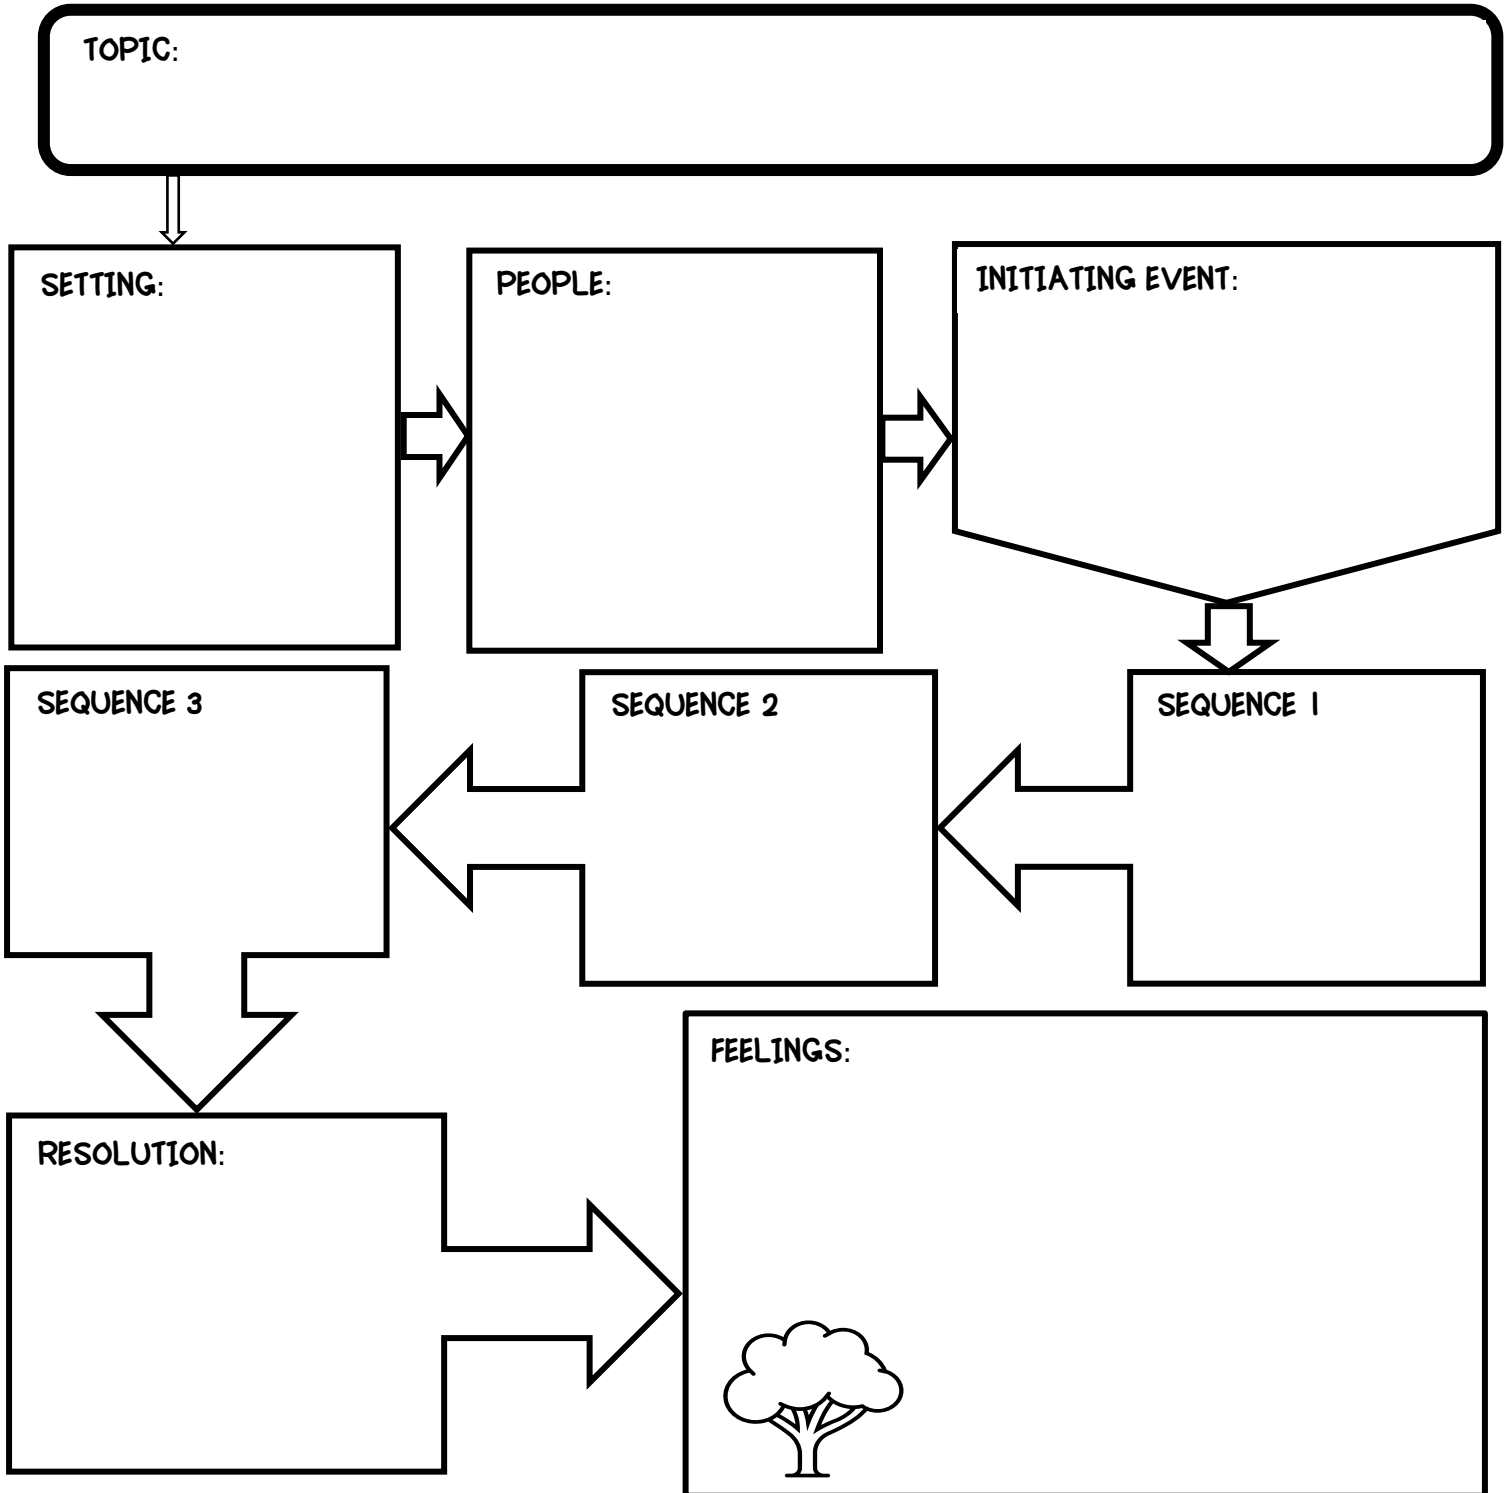 TOPIC:
SETTING:
PEOPLE:
INITIATING EVENT:
SEQUENCE 1
SEQUENCE 2
SEQUENCE 3
RESOLUTION:
FEELINGS: